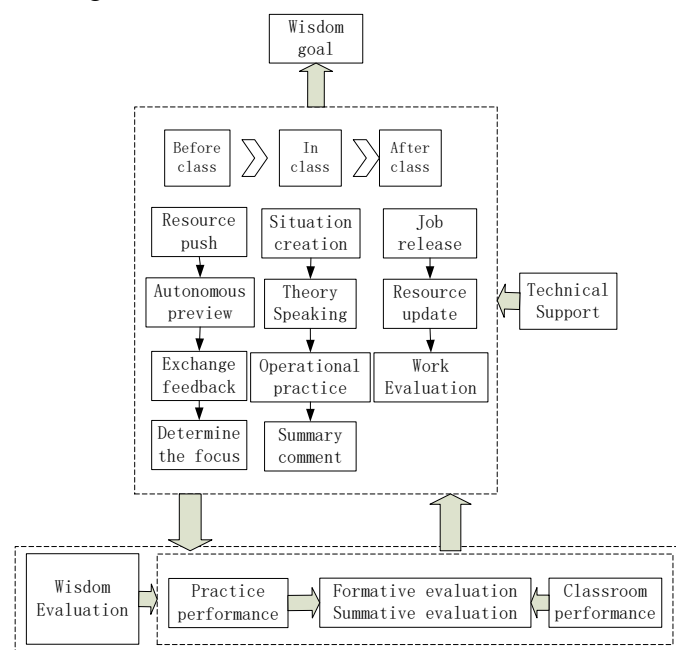 Wisdom
goal
Before
class
In
class
After
class
Resource
push
Autonomous
preview
Exchange
feedback
Determine
the focus
Situation
creation
Theory
Speaking
Operational
practice
Summary
comment
Job
release
Resource
update
Work
Evaluation
Technical
Support
Wisdom
Evaluation
Practice
performance
Formative evaluation
Summative evaluation
Classroom
performance